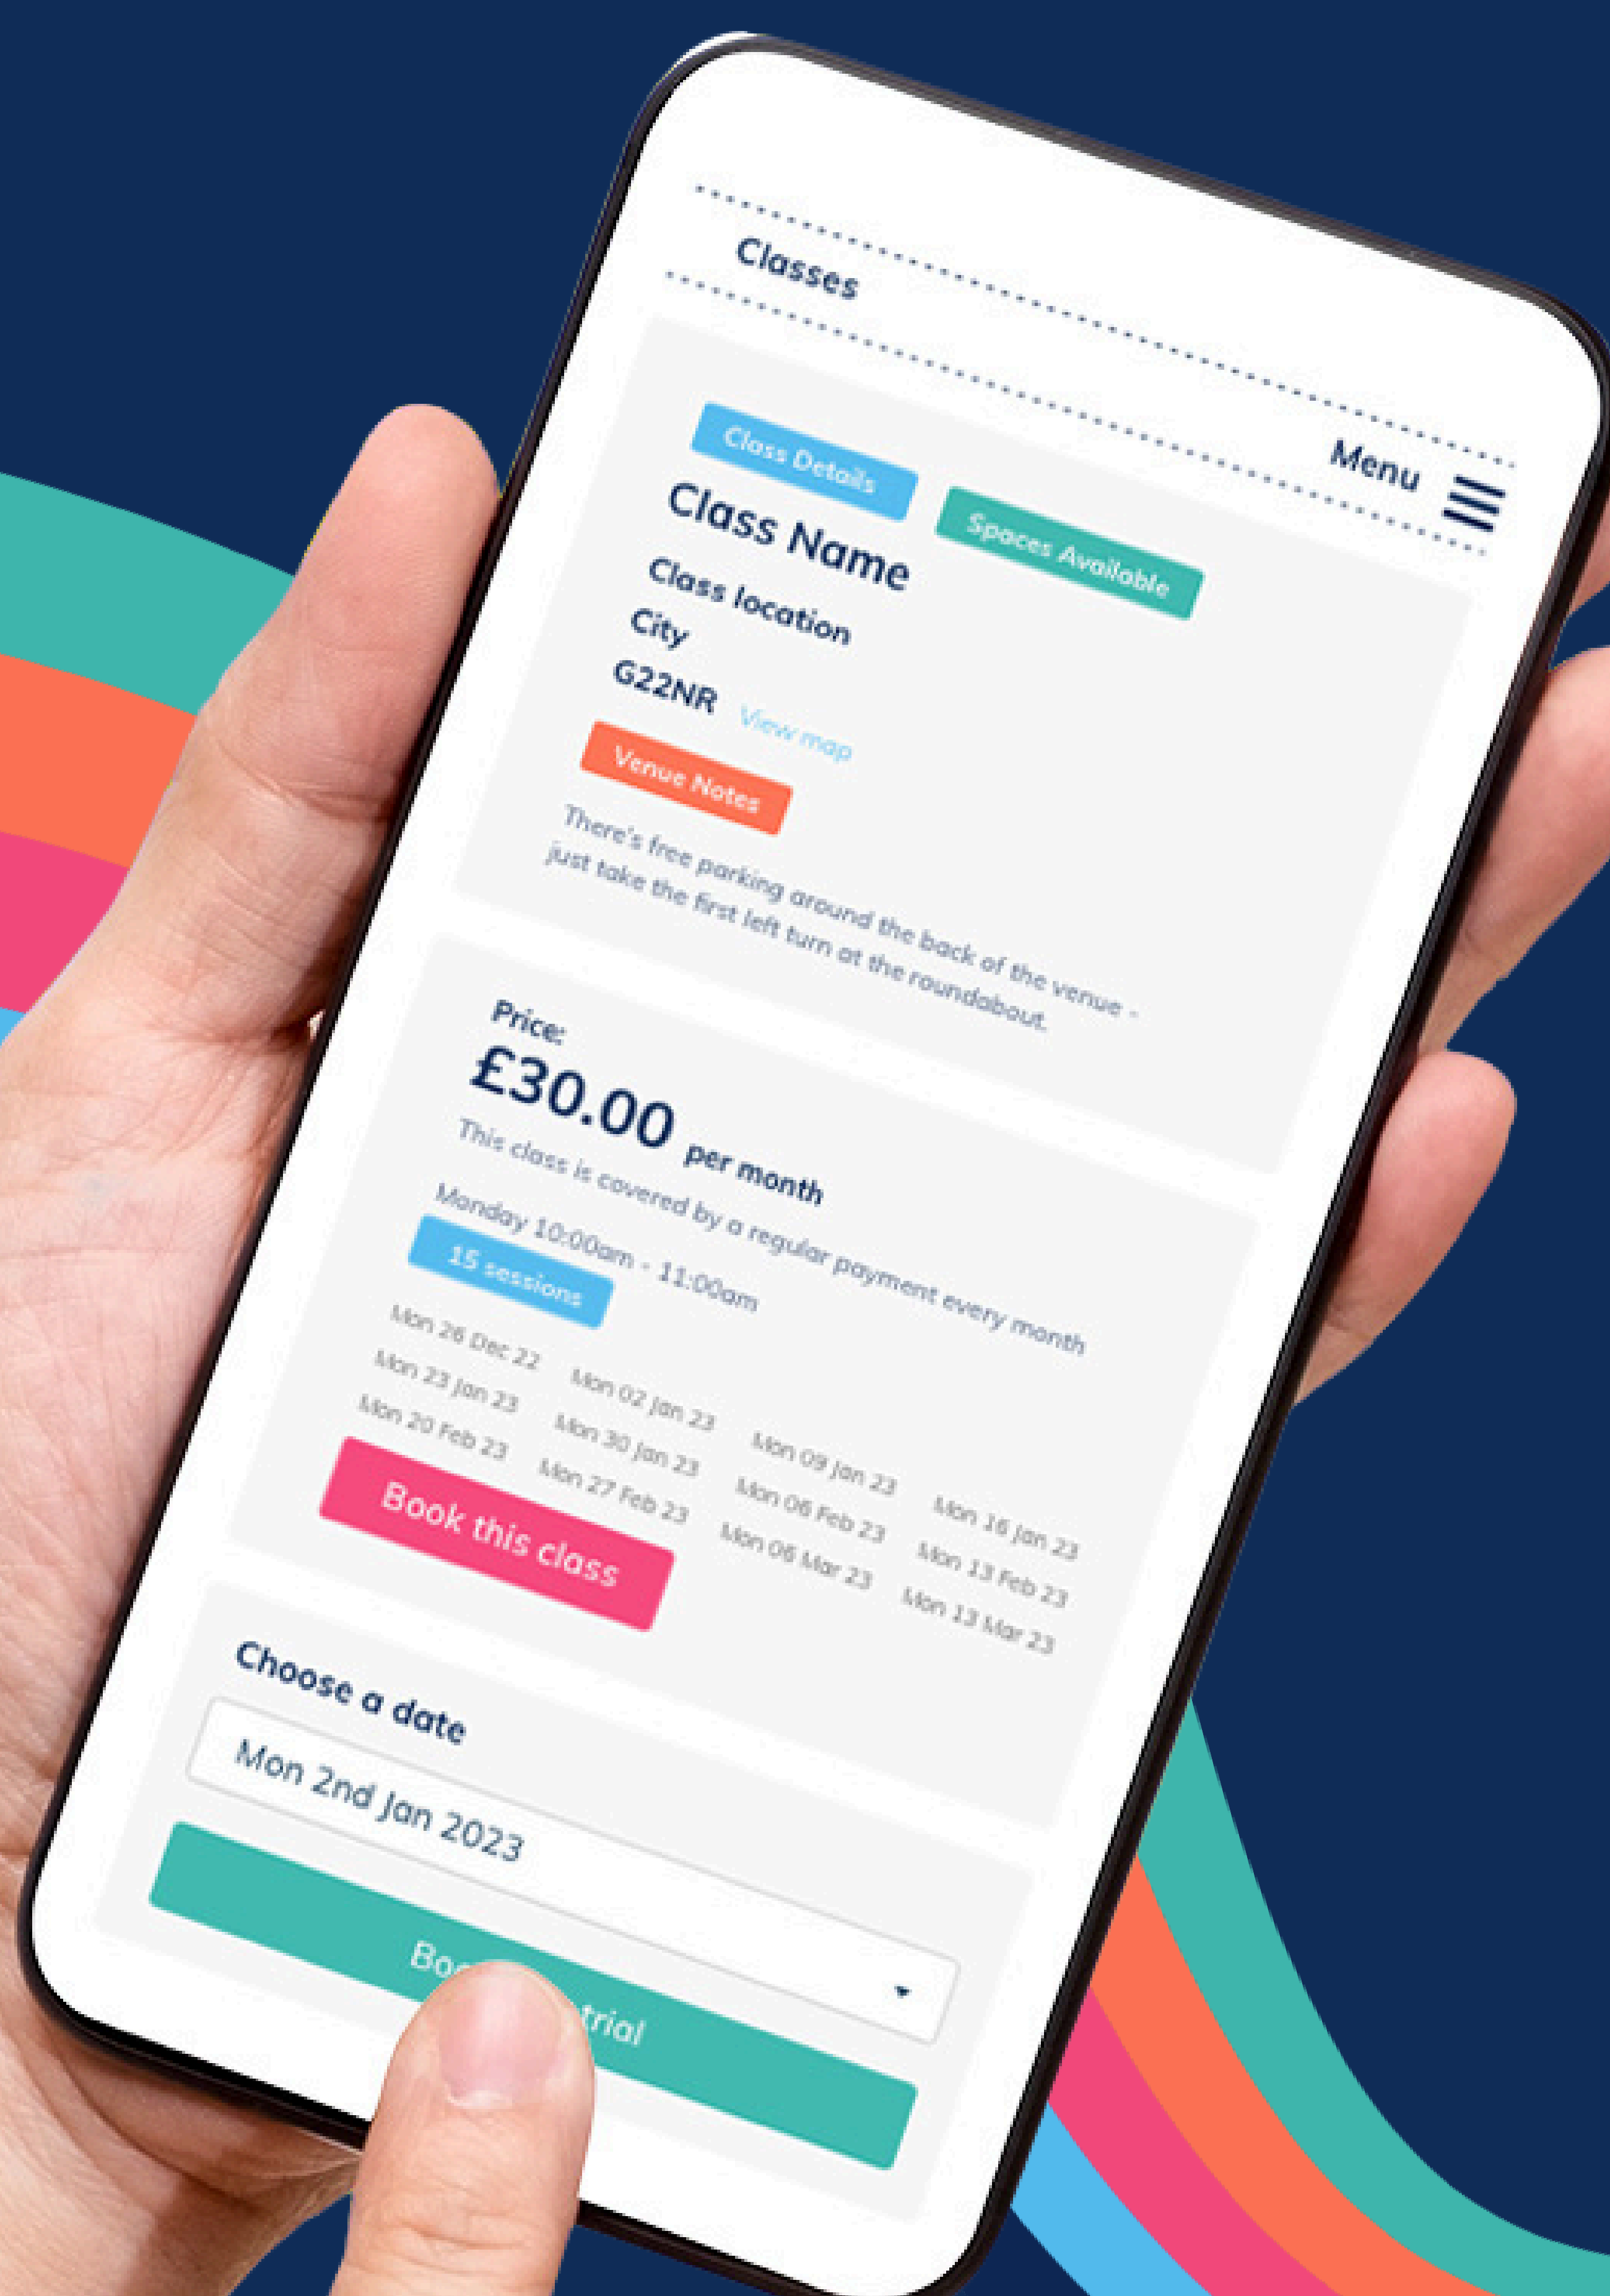 Classes
Menu
Class Details
Spaces Available
Class Name
Class location
City
G22NR View map
Venue Notes
There's free parking around the back of the venue -
just take the first left turn at the roundabout.
Price:
£30.00 per month
This class is covered by a regular payment every month
Monday 10:00am - 11:00am
15 sessions
Mon 26 Dec 22 Mon 02 Jan 23 Mon 09 Jan 23 Mon 16 Jan 23
Mon 23 Jan 23 Mon 30 Jan 23 Mon 06 Feb 23 Mon 13 Feb 23
Mon 20 Feb 23 Mon 27 Feb 23 Mon 06 Mar 23 Mon 13 Mar 23
Book this class
Choose a date
Mon 2nd Jan 2023
trial